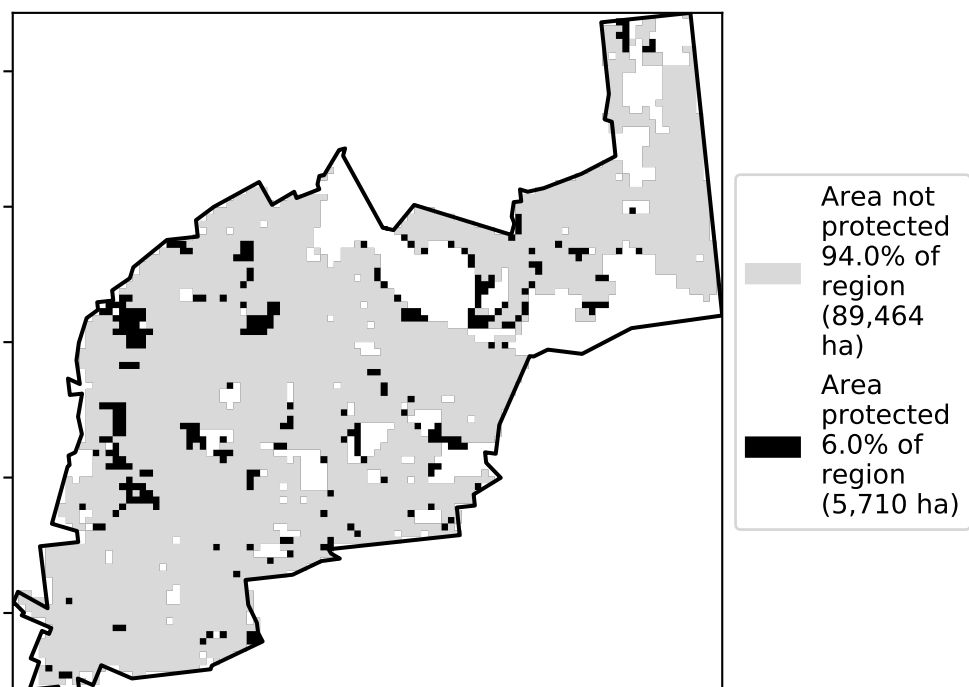 Area not
protected
94.0% of
region
(89,464
ha)
Area
protected
6.0% of
region
(5,710 ha)